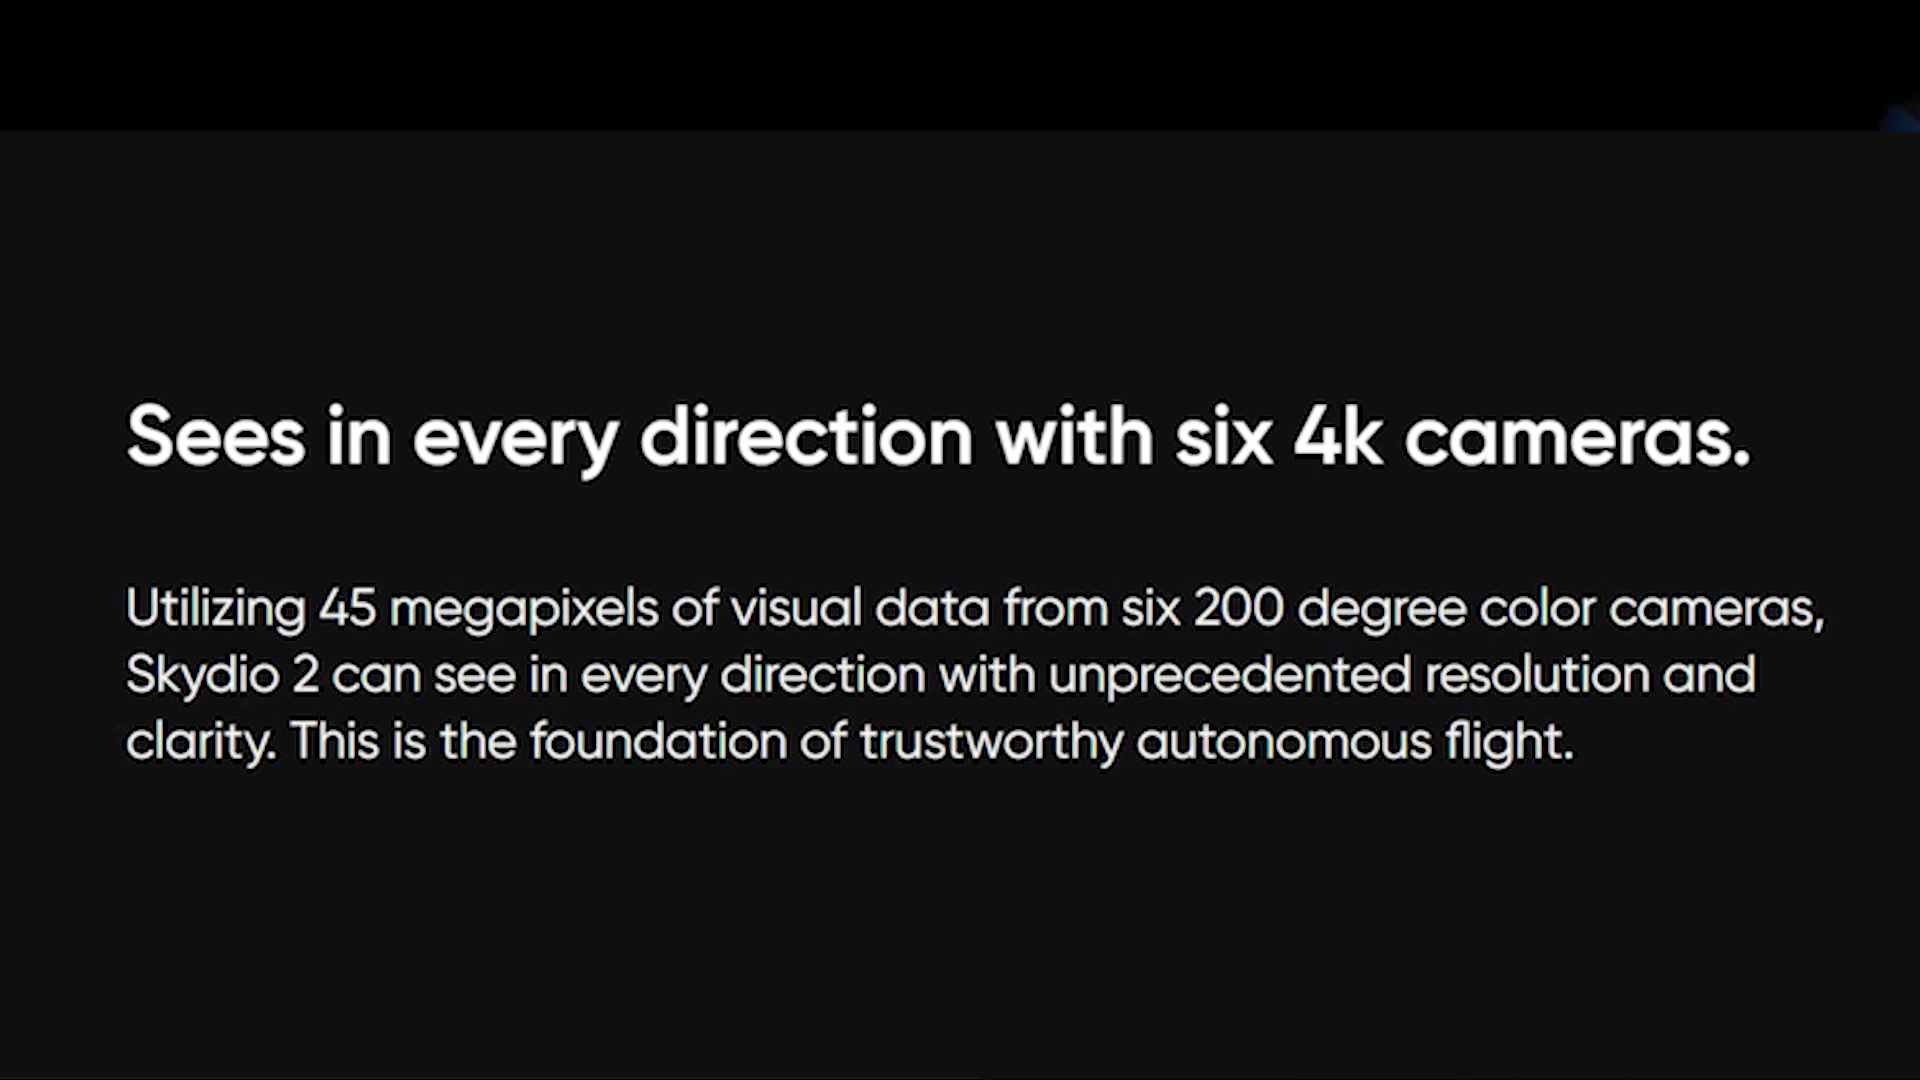 Sees in every direction with six 4k cameras.
Utilizing 45 megapixels of visual data from six 200 degree color cameras,
Skydio 2 can see in every direction with unprecedented resolution and
clarity. This is the foundation of trustworthy autonomous flight.